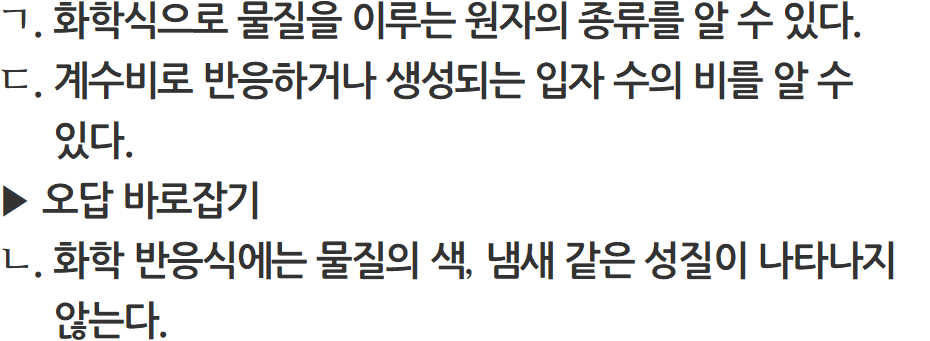 ㄱ. 화학식으로 물질을 이루는 원자의 종류를 알 수 있다.
ㄷ. 계수비로 반응하거나 생성되는 입자 수의 비를 알 수
있다.
▶ 오답 바로잡기
ㄴ. 화학 반응식에는 물질의 색, 냄새 같은 성질이 나타나지
않는다.